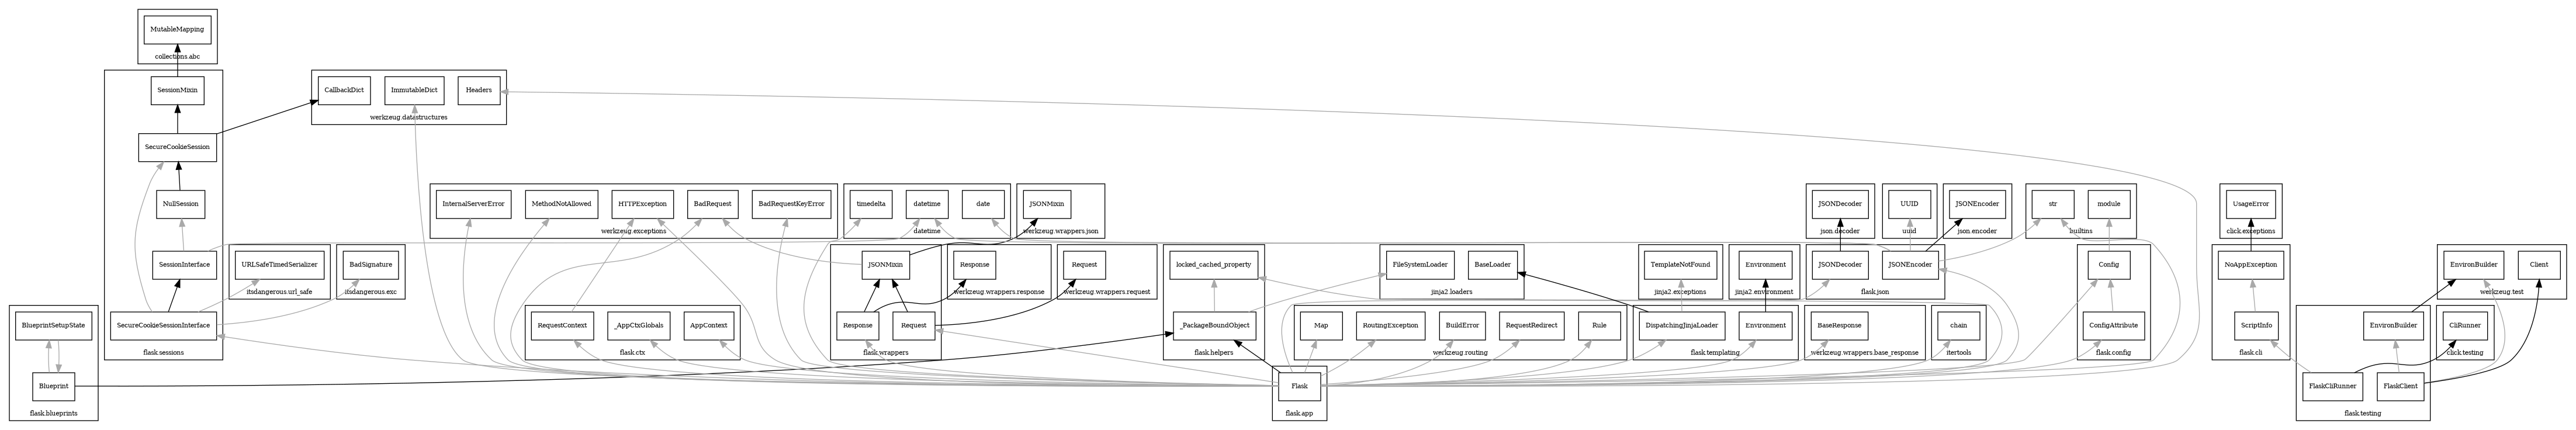 MutableMapping
collections.abc
SessionMixin
CallbackDict
ImmutableDict
Headers
werkzeug.datastructures
SecureCookieSession
NullSession
InternalServerError
MethodNotAllowed
HTTPException
BadRequest
BadRequestKeyError
werkzeug.exceptions
timedelta
datetime
date
datetime
JSONMixin
werkzeug.wrappers.json
JSONDecoder
json.decoder
UUID
uuid
JSONEncoder
json.encoder
str
module
builtins
UsageError
click.exceptions
SessionInterface
URLSafeTimedSerializer
itsdangerous.url_safe
BadSignature
itsdangerous.exc
JSONMixin
Response
werkzeug.wrappers.response
Request
werkzeug.wrappers.request
locked_cached_property
FileSystemLoader
BaseLoader
jinja2.loaders
TemplateNotFound
jinja2.exceptions
Environment
jinja2.environment
JSONDecoder
JSONEncoder
flask.json
Config
NoAppException
EnvironBuilder
Client
werkzeug.test
BlueprintSetupState
SecureCookieSessionInterface
flask.sessions
RequestContext
_AppCtxGlobals
AppContext
flask.ctx
Response
Request
flask.wrappers
_PackageBoundObject
flask.helpers
Map
RoutingException
BuildError
RequestRedirect
Rule
werkzeug.routing
DispatchingJinjaLoader
Environment
flask.templating
BaseResponse
werkzeug.wrappers.base_response
chain
itertools
ConfigAttribute
flask.config
ScriptInfo
flask.cli
EnvironBuilder
CliRunner
click.testing
Blueprint
flask.blueprints
Flask
flask.app
FlaskCliRunner
FlaskClient
flask.testing